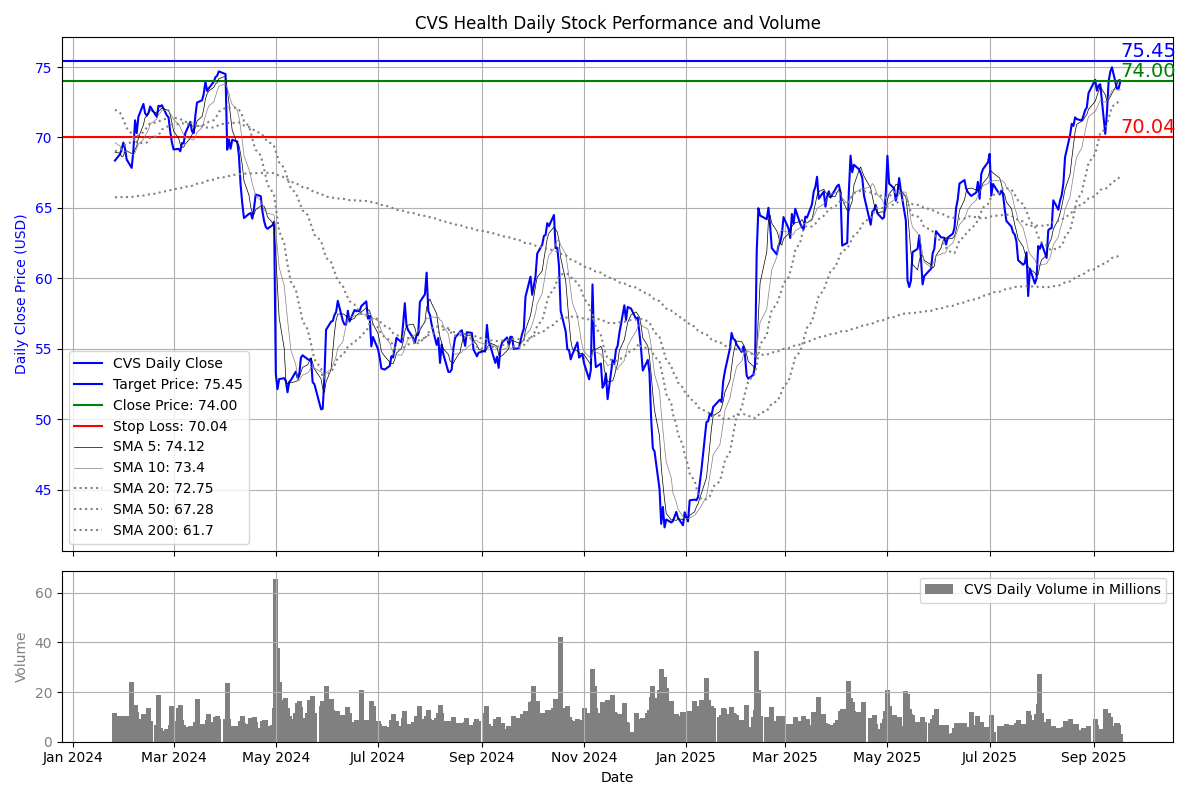 CVS Health Daily Stock Performance and Volume
75.45
74.00
70.04
75
70
65
60
55
50
45
Daily Close Price (USD)
CVS Daily Close
Target Price: 75.45
Close Price: 74.00
Stop Loss: 70.04
SMA 5: 74.12
SMA 10: 73.4
SMA 20: 72.75
SMA 50: 67.28
SMA 200: 61.7
60
40
20
0
Volume
CVS Daily Volume in Millions
Jan 2024 Mar 2024 May 2024 Jul 2024 Sep 2024 Nov 2024 Jan 2025 Mar 2025 May 2025 Jul 2025 Sep 2025
Date